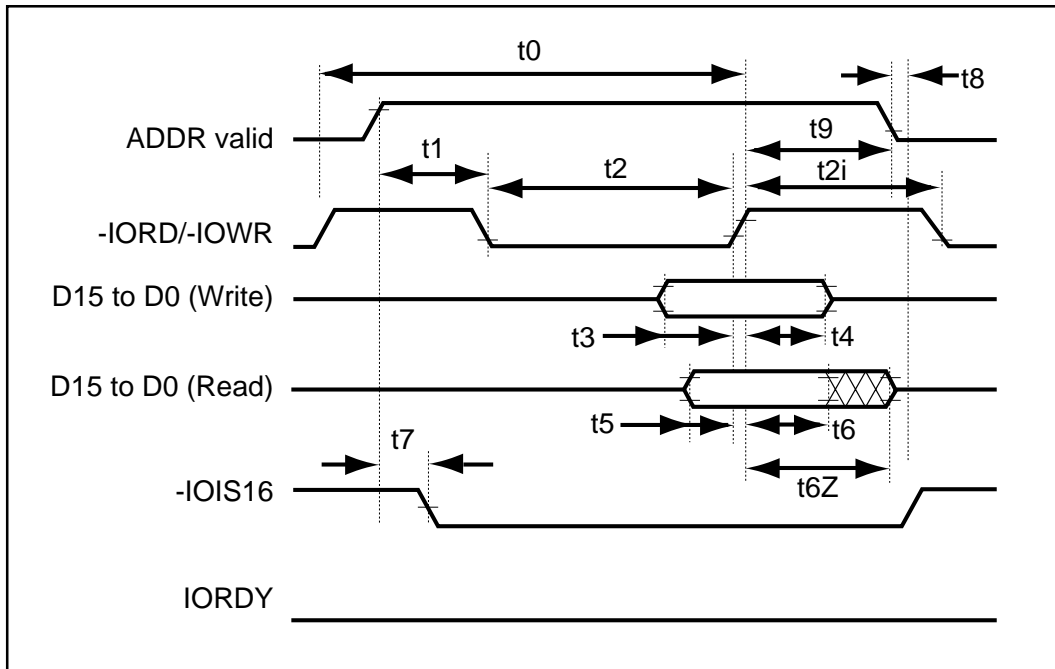 t0
t8
ADDR valid
t9
t1
t2
t2i
-IORD/-IOWR
D15 to D0 (Write)
t3
t4
D15 to D0 (Read)
t5
t6
t7
t6Z
-IOIS16
IORDY